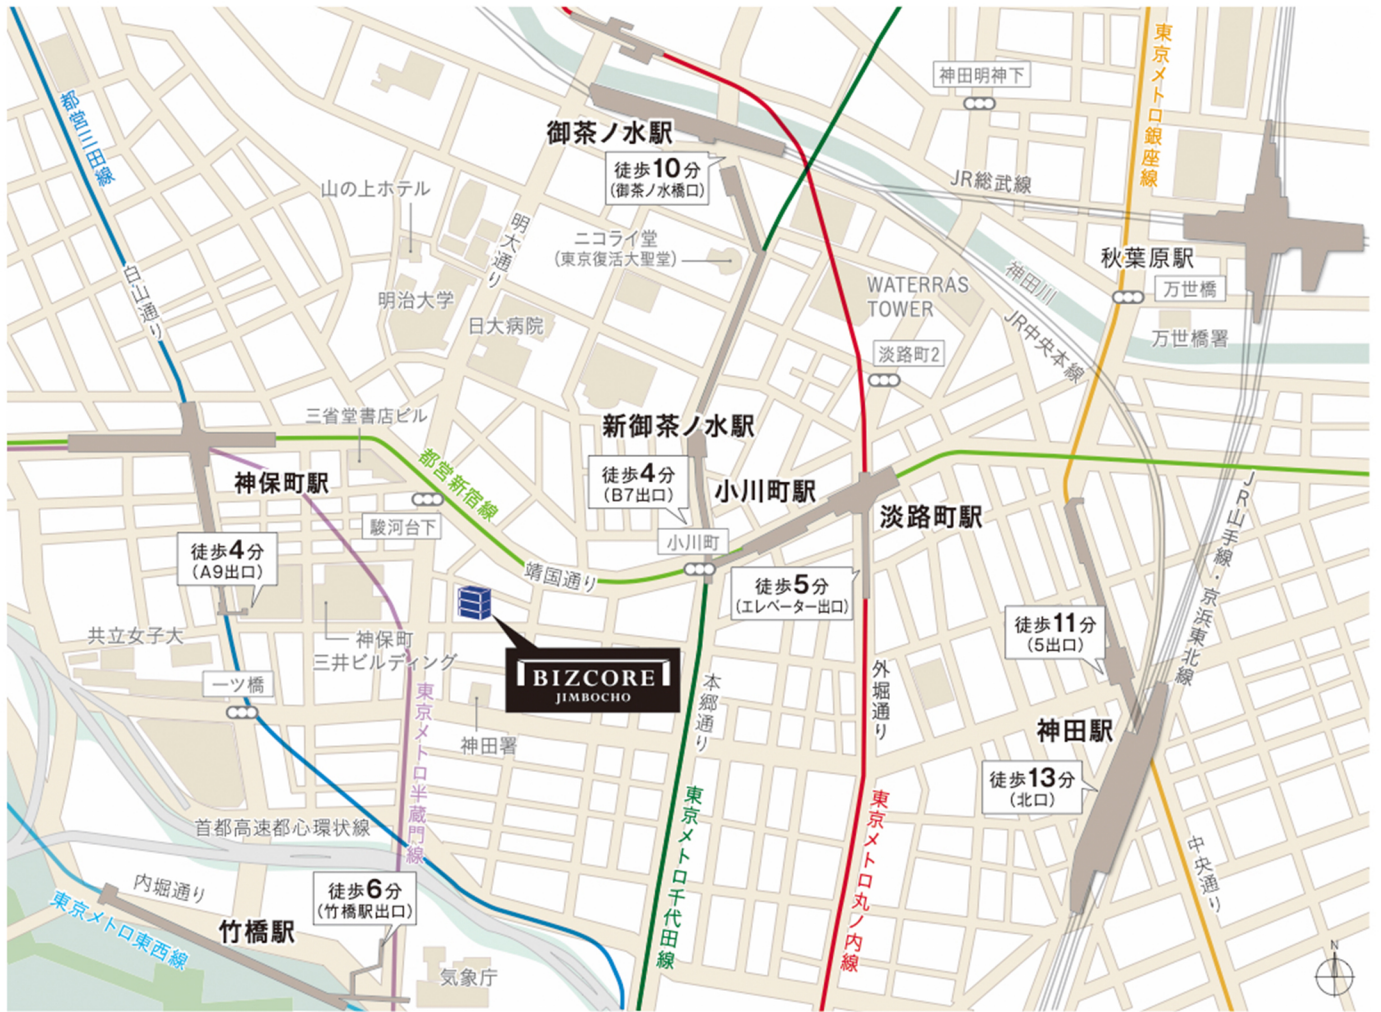 東京メトロ銀座線
神田明神下
都営三田線
御茶ノ水駅
徒歩10分
(御茶ノ水橋口)
JR総武線
山の上ホテル
明大通り
ニコライ堂
(東京復活大聖堂)
秋葉原駅
万世橋
神田川
白山通り
明治大学
WATERRAS
TOWER
日大病院
JR中央本線
万世橋署
淡路町2
三省堂書店ビル
新御茶ノ水駅
都営新宿線
神保町駅
徒歩4分
(B7出口)
小川町駅
淡路町駅
JR山手線・京浜東北線
駿河台下
小川町
徒歩4分
(A9出口)
靖国通り
徒歩5分
(エレベーター出口)
共立女子大
神保町
三井ビルディング
徒歩11分
(5出口)
BIZCORE
JIMBOCHO
一ツ橋
東京メトロ半蔵門線
本郷通り
外堀通り
神田署
神田駅
徒歩13分
(北口)
東京メトロ千代田線
東京メトロ丸ノ内線
首都高速都心環状線
中央通り
内堀通り
徒歩6分
(竹橋駅出口)
東京メトロ東西線
竹橋駅
気象庁
N